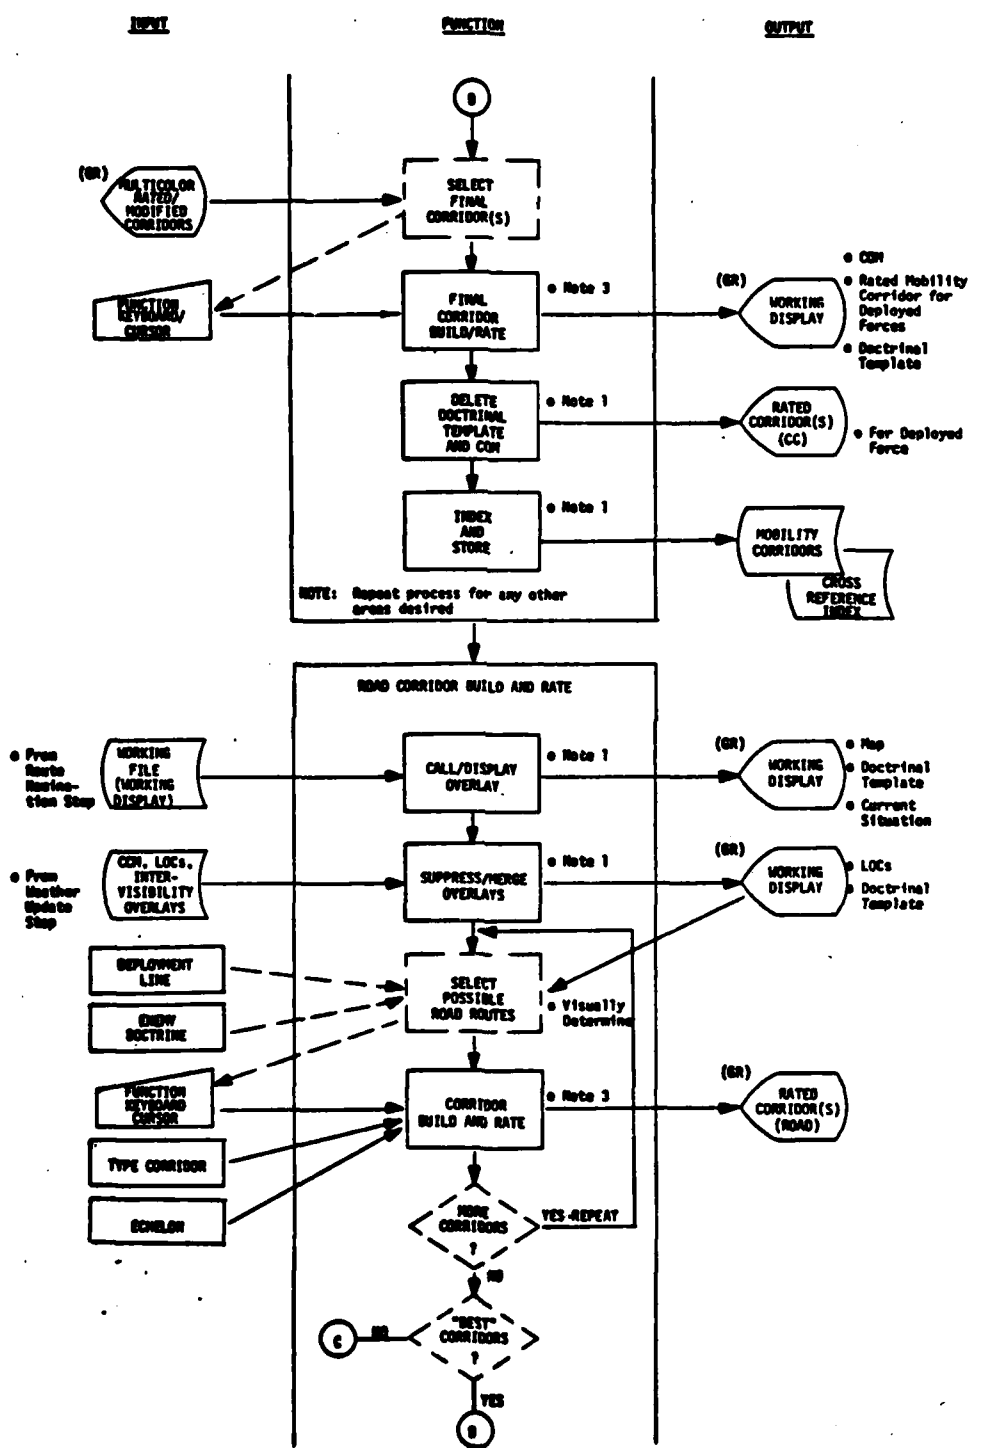 INPUT
FUNCTION
OUTPUT
(GR)
MULTICOLOR
RATED/
MODIFIED
CORRIDORS
SELECT
FINAL
CORRIDOR(S)
FUNCTION
KEYBOARD/
CURSOR
FINAL
CORRIDOR
BUILD/RATE
• Note 3
(GR)
WORKING
DISPLAY
• CCM
• Rated Mobility
Corridor for
Deployed
Forces
• Doctrinal
Template
DELETE
DOCTRINAL
TEMPLATE
AND CCM
• Note 1
RATED
CORRIDOR(S)
(CC)
• For Deployed
Force
INDEX
AND
STORE
• Note 1
MOBILITY
CORRIDORS
CROSS
REFERENCE
INDEX
NOTE: Repeat process for any other
areas desired
ROAD CORRIDOR BUILD AND RATE
• From
Route
tion Step
WORKING
FILE
(WORKING
DISPLAY)
CALL/DISPLAY
OVERLAY
• Note 1
(GR)
WORKING
DISPLAY
• Map
• Doctrinal
Template
• Current
Situation
• From
Weather
Update
Step
CCM, LOCs,
INTER-
VISIBILITY
OVERLAYS
SUPPRESS/MERGE
OVERLAYS
• Note 1
(GR)
WORKING
DISPLAY
• LOCs
• Doctrinal
Template
DEPLOYMENT
LINE
ENEMY
DOCTRINE
SELECT
POSSIBLE
ROAD ROUTES
• Visually
Determine
FUNCTION
KEYBOARD
CURSOR
TYPE CORRIDOR
ECHELON
CORRIDOR
BUILD AND RATE
• Note 3
(GR)
RATED
CORRIDOR(S)
(ROAD)
MORE
CORRIDORS
?
YES-REPEAT
NO
"BEST"
CORRIDORS
?
NO
C
YES